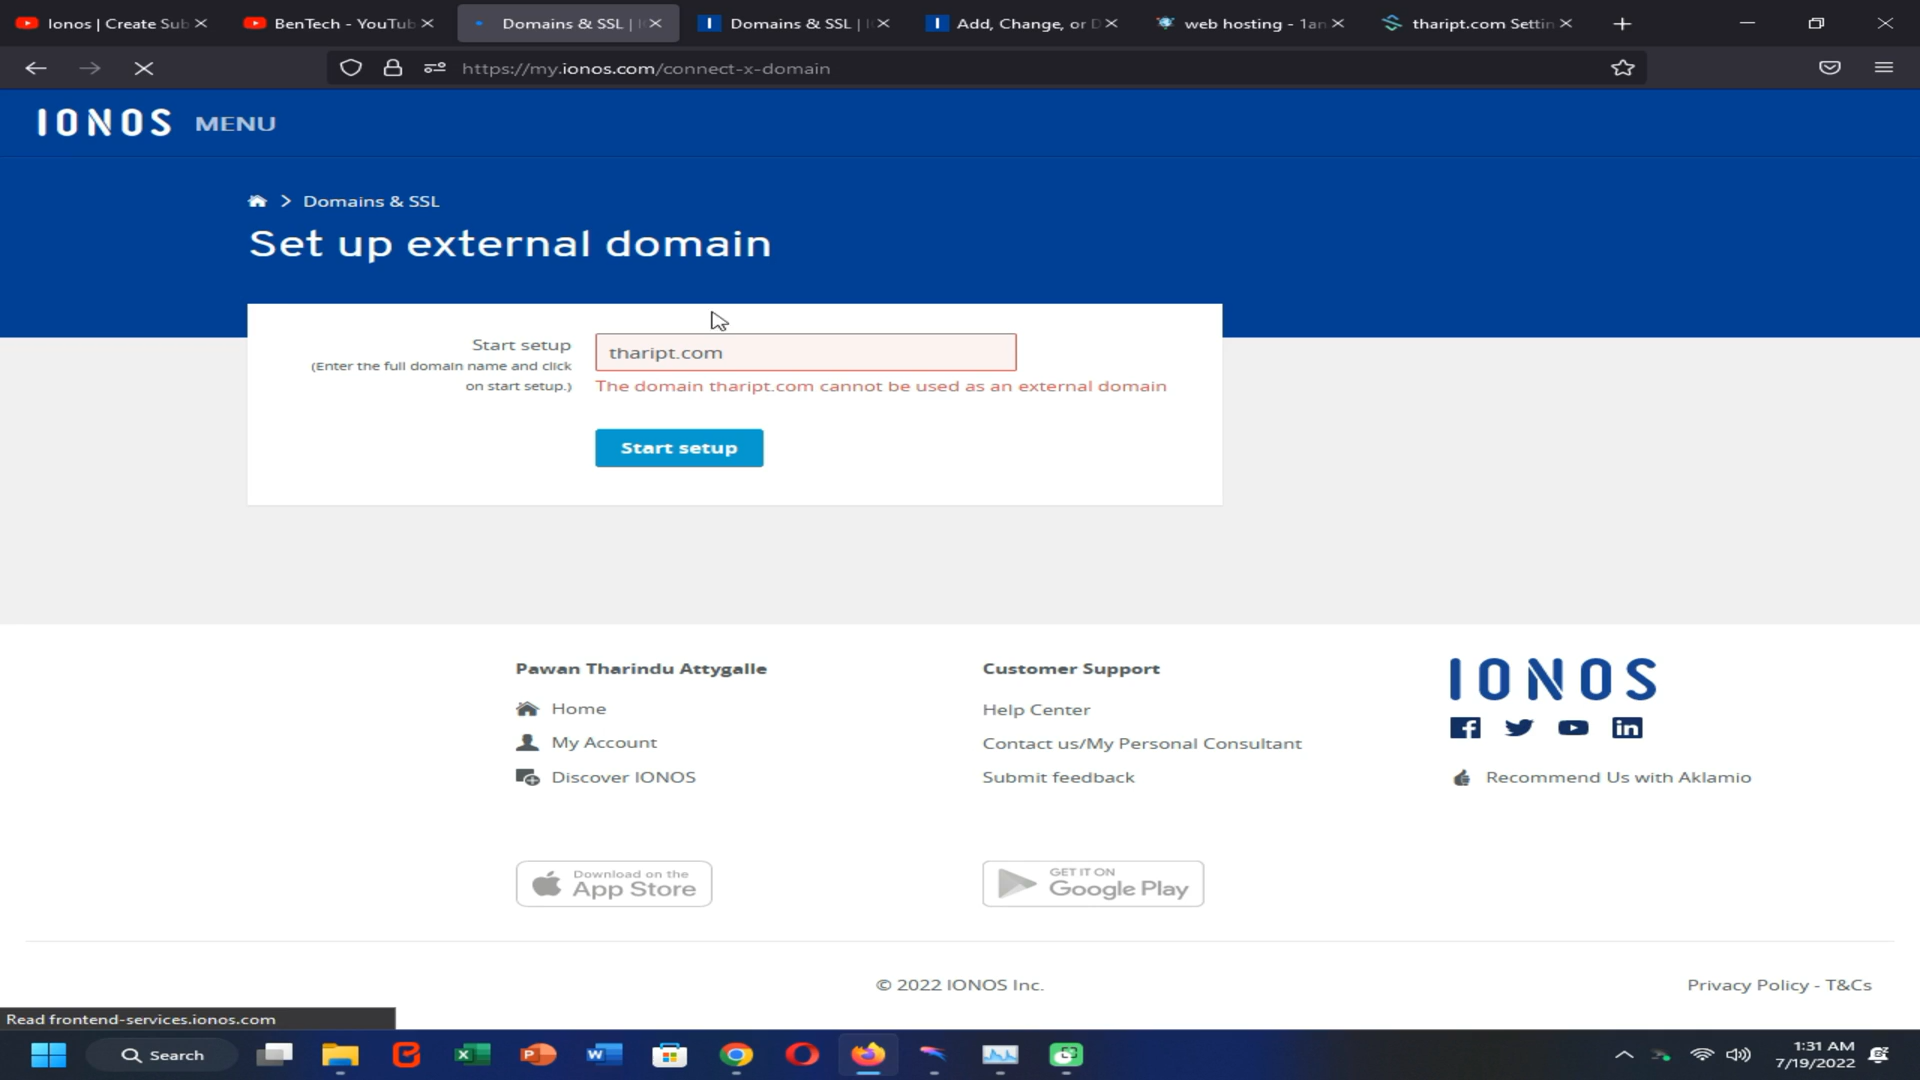 Ionos | Create Sub
BenTech - YouTub
Domains & SSL |
Domains & SSL |
Add, Change, or D
web hosting - 1an
thaript.com Settin
https://my.ionos.com/connect-x-domain
IONOS MENU
Domains & SSL
Set up external domain
Start setup
(Enter the full domain name and click
on start setup.)
thaript.com
The domain thaript.com cannot be used as an external domain
Start setup
Pawan Tharindu Attygalle
Home
My Account
Discover IONOS
Customer Support
Help Center
Contact us/My Personal Consultant
Submit feedback
IONOS
Recommend Us with Aklamio
Download on the
App Store
GET IT ON
Google Play
© 2022 IONOS Inc.
Privacy Policy - T&Cs
Read frontend-services.ionos.com
Search
1:31 AM
7/19/2022